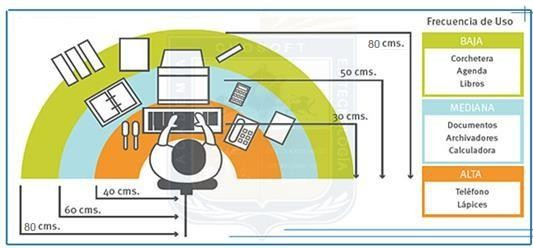 Frecuencia de Uso
BAJA
Corchetera
Agenda
Libros
MEDIANA
Documentos
Archivadores
Calculadora
ALTA
Teléfono
Lápices
80 cms.
50 cms.
30 cms.
40 cms.
60 cms.
80 cms.